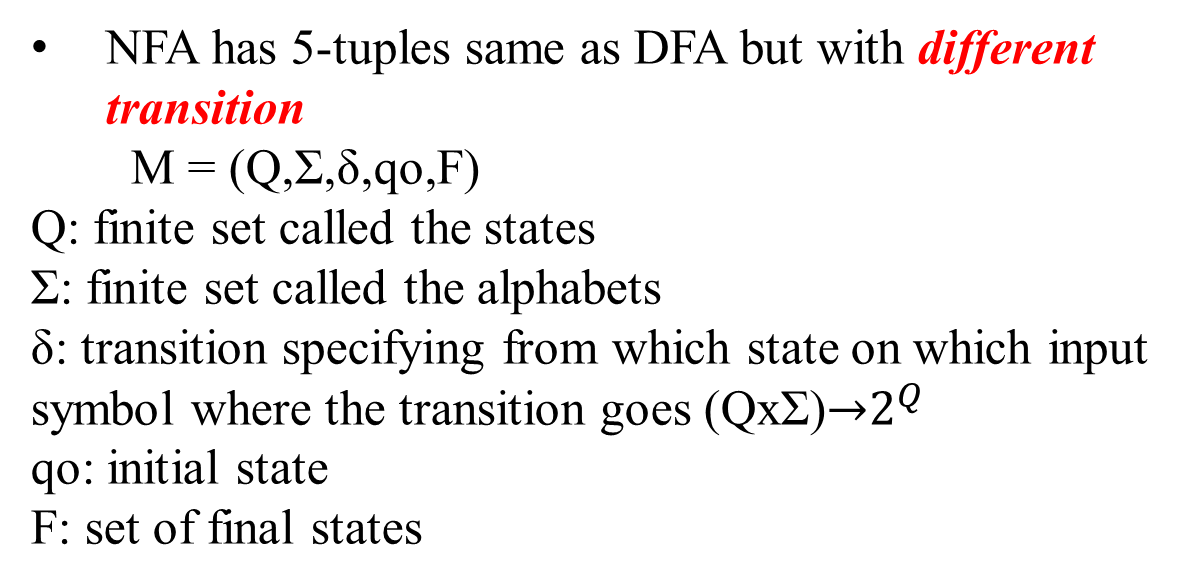 • NFA has 5-tuples same as DFA but with different
transition
M = (Q,Σ,δ,qo,F)
Q: finite set called the states
Σ: finite set called the alphabets
δ: transition specifying from which state on which input
symbol where the transition goes (QxΣ)→2^Q
qo: initial state
F: set of final states